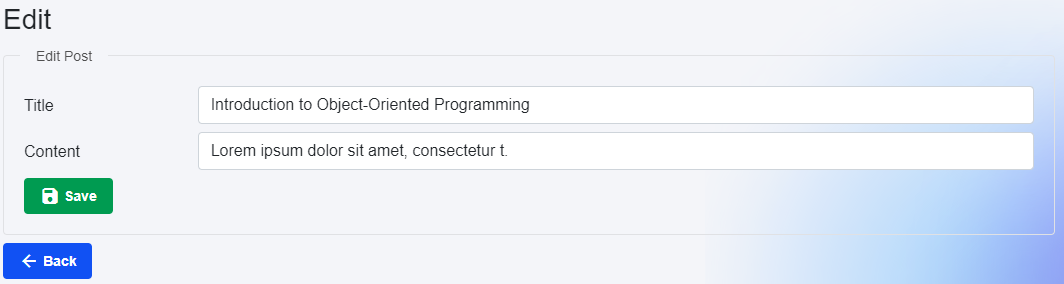 Edit
Edit Post
Title
Introduction to Object-Oriented Programming
Content
Lorem ipsum dolor sit amet, consectetur t.
Save
Back